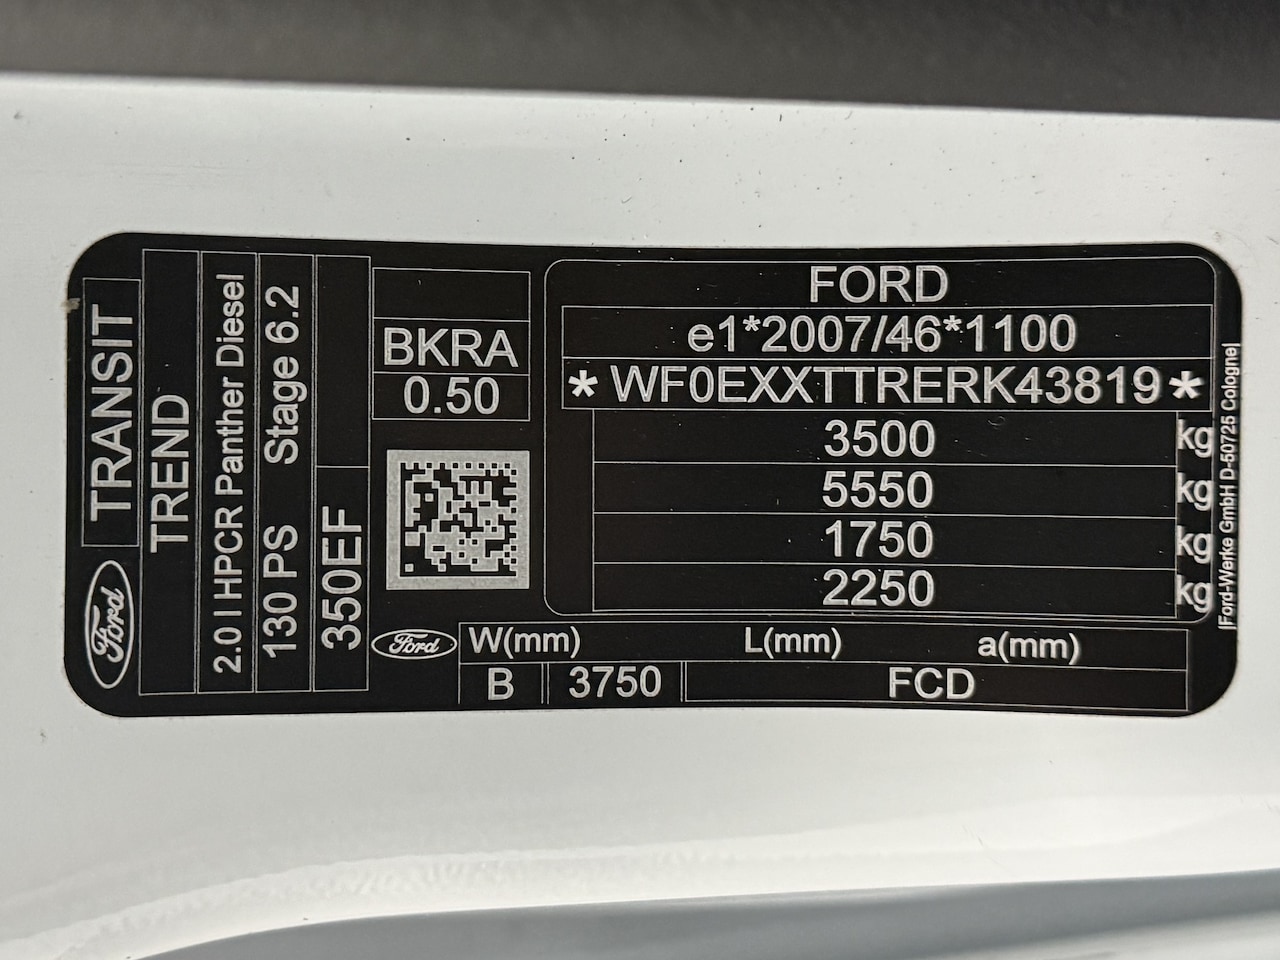 Ford
TRANSIT
TREND
2.0 l HPCR Panther Diesel
130 PS Stage 6.2
350EF
BKRA
0.50
FORD
e1*2007/46*1100
* WF0EXXTTRERK43819 *
3500 kg
5550 kg
1750 kg
2250 kg
Ford
W(mm) L(mm) a(mm)
B 3750 FCD
|Ford-Werke GmbH D-50725 Cologne|